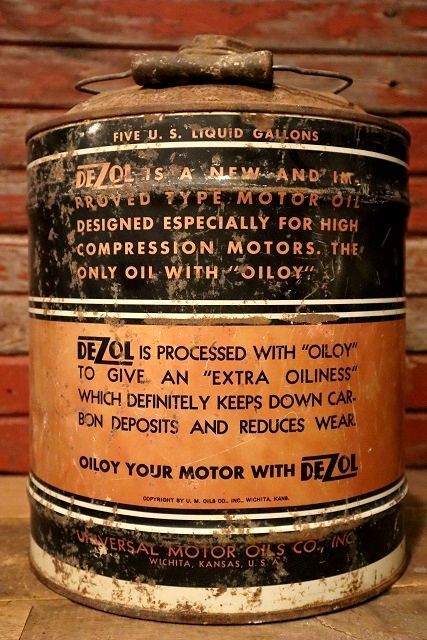 FIVE U. S. LIQUID GALLONS
DEZOL IS A NEW AND IM-
PROVED TYPE MOTOR OIL
DESIGNED ESPECIALLY FOR HIGH
COMPRESSION MOTORS. THE
ONLY OIL WITH "OILOY"
DEZOL IS PROCESSED WITH "OILOY"
TO GIVE AN "EXTRA OILINESS"
WHICH DEFINITELY KEEPS DOWN CAR-
BON DEPOSITS AND REDUCES WEAR.
OILOY YOUR MOTOR WITH DEZOL
COPYRIGHT BY U. M. OILS CO., INC., WICHITA, KANS.
UNIVERSAL MOTOR OILS CO., INC.
WICHITA, KANSAS, U. S. A.